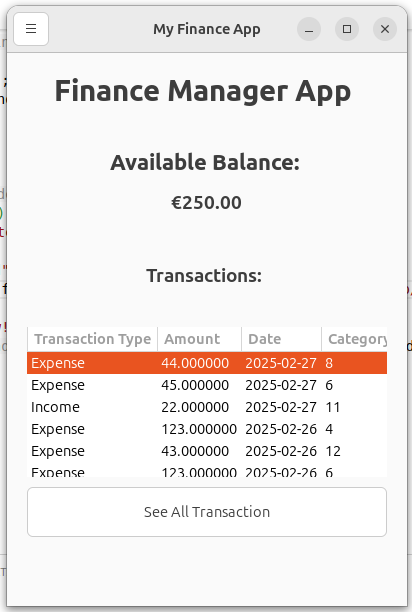 My Finance App
Finance Manager App
Available Balance:
€250.00
Transactions:
Transaction Type Amount Date Category
Expense 44.000000 2025-02-27 8
Expense 45.000000 2025-02-27 6
Income 22.000000 2025-02-27 11
Expense 123.000000 2025-02-26 4
Expense 43.000000 2025-02-26 12
Expense 123.000000 2025-02-26 6
See All Transaction